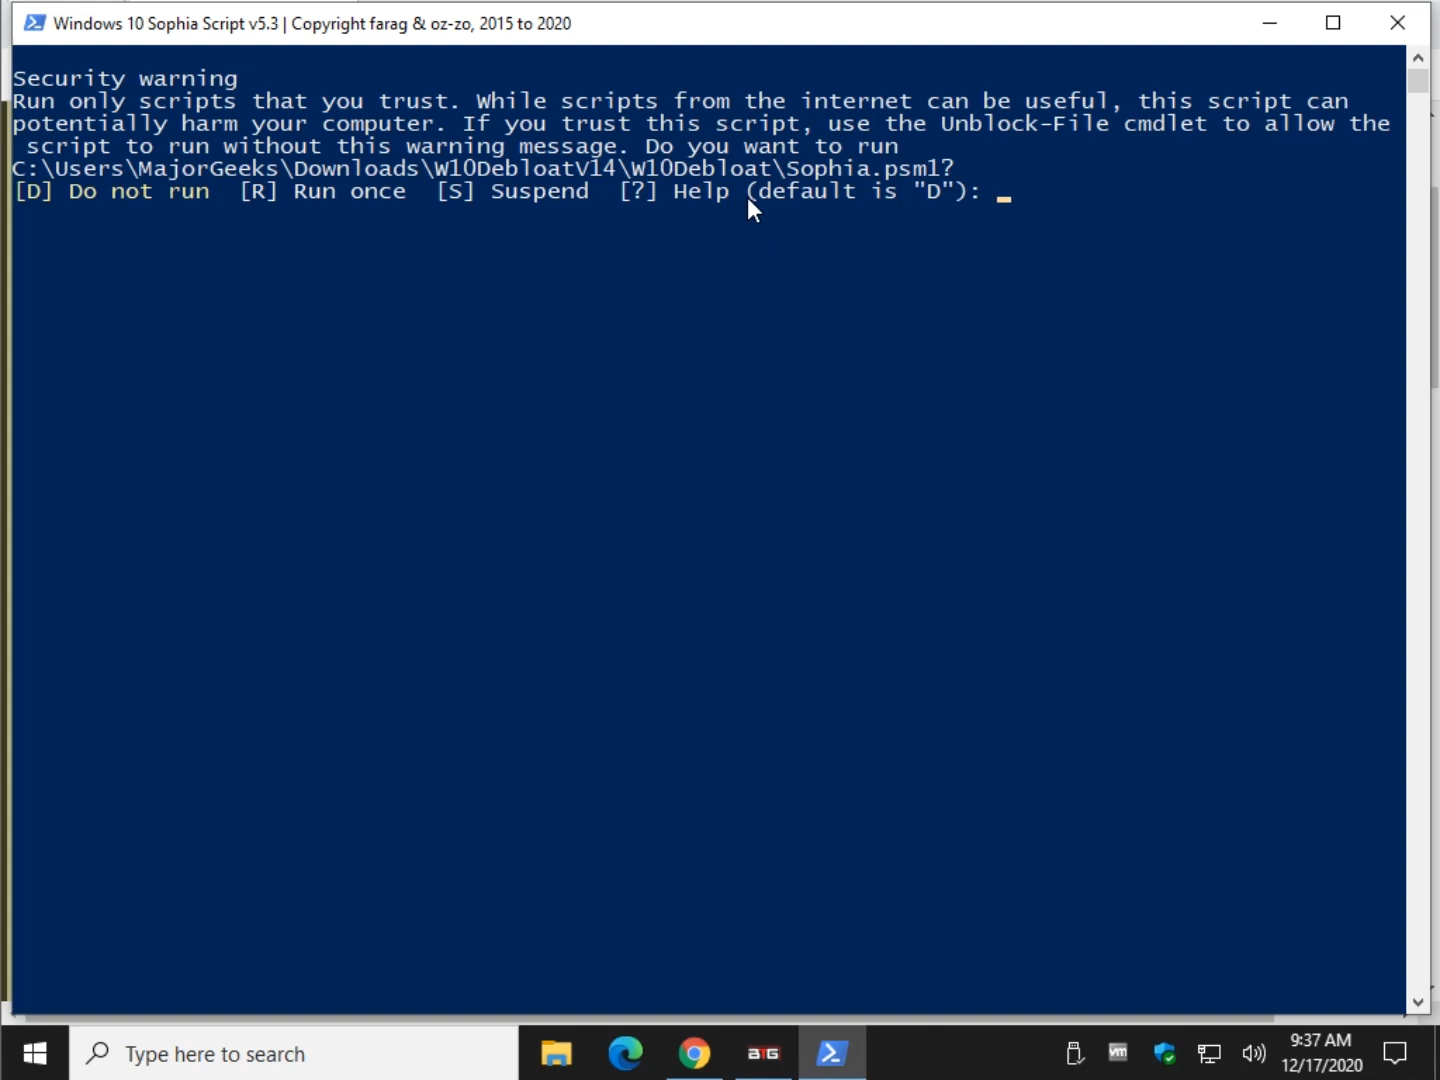 Windows 10 Sophia Script v5.3 | Copyright farag & oz-zo, 2015 to 2020
Security warning
Run only scripts that you trust. While scripts from the internet can be useful, this script can
potentially harm your computer. If you trust this script, use the Unblock-File cmdlet to allow the
script to run without this warning message. Do you want to run
C:\Users\MajorGeeks\Downloads\W10DebloatV14\W10Debloat\Sophia.psm1?
[D] Do not run  [R] Run once  [S] Suspend  [?] Help (default is "D"):
Type here to search
BTG
vm
9:37 AM
12/17/2020